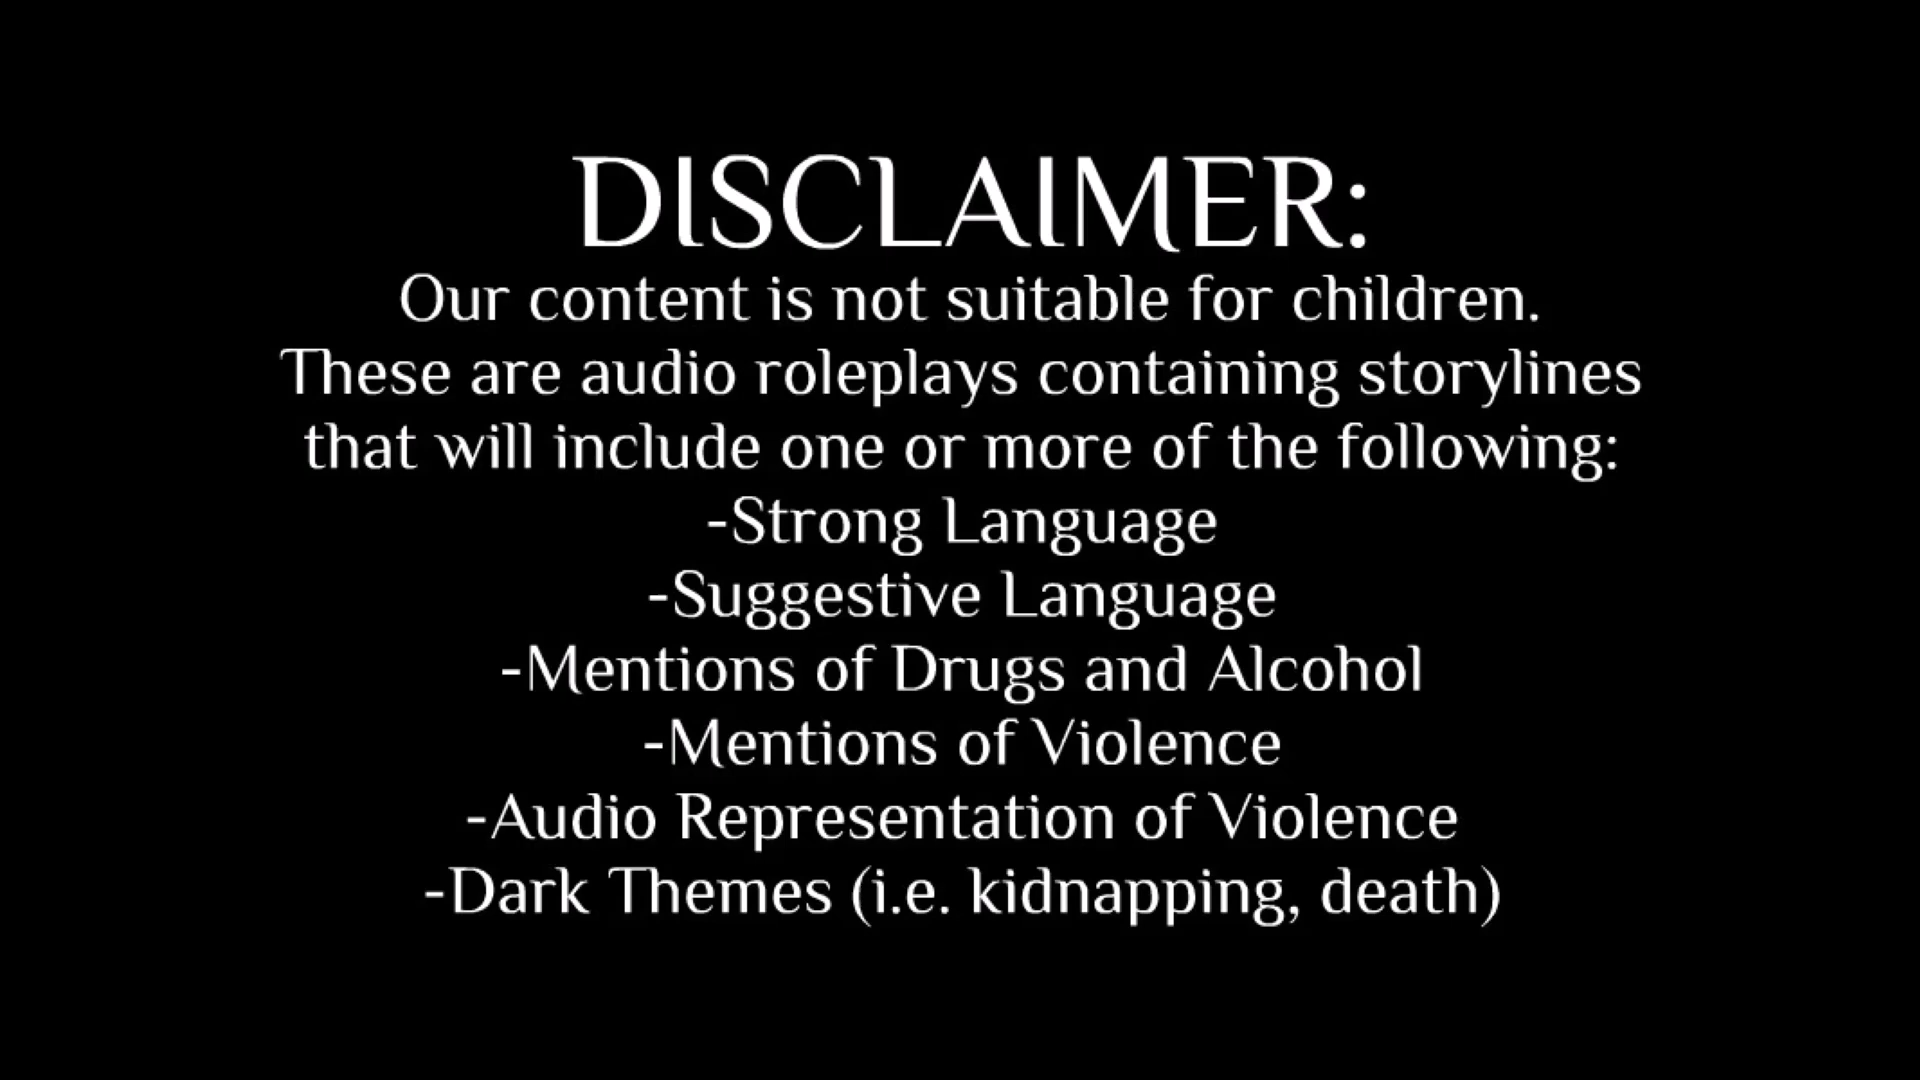 DISCLAIMER:
Our content is not suitable for children.
These are audio roleplays containing storylines
that will include one or more of the following:
-Strong Language
-Suggestive Language
-Mentions of Drugs and Alcohol
-Mentions of Violence
-Audio Representation of Violence
-Dark Themes (i.e. kidnapping, death)